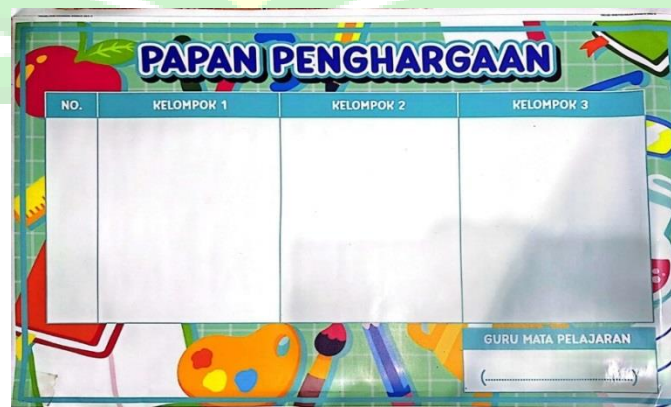 PAPAN PENGHARGAAN
NO. KELOMPOK 1 KELOMPOK 2 KELOMPOK 3
GURU MATA PELAJARAN
(................................)